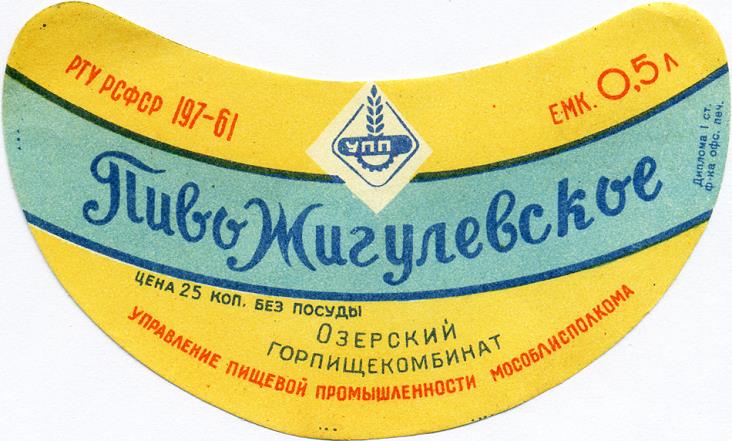 РТУ РСФСР 197-61
ЕМК. 0,5 л
УПП
Пиво Жигулевское
Диплома I ст.
ф-ка офс. печ.
ЦЕНА 25 КОП. БЕЗ ПОСУДЫ
ОЗЕРСКИЙ
ГОРПИЩЕКОМБИНАТ
УПРАВЛЕНИЕ ПИЩЕВОЙ ПРОМЫШЛЕННОСТИ МОСОБЛИСПОЛКОМА